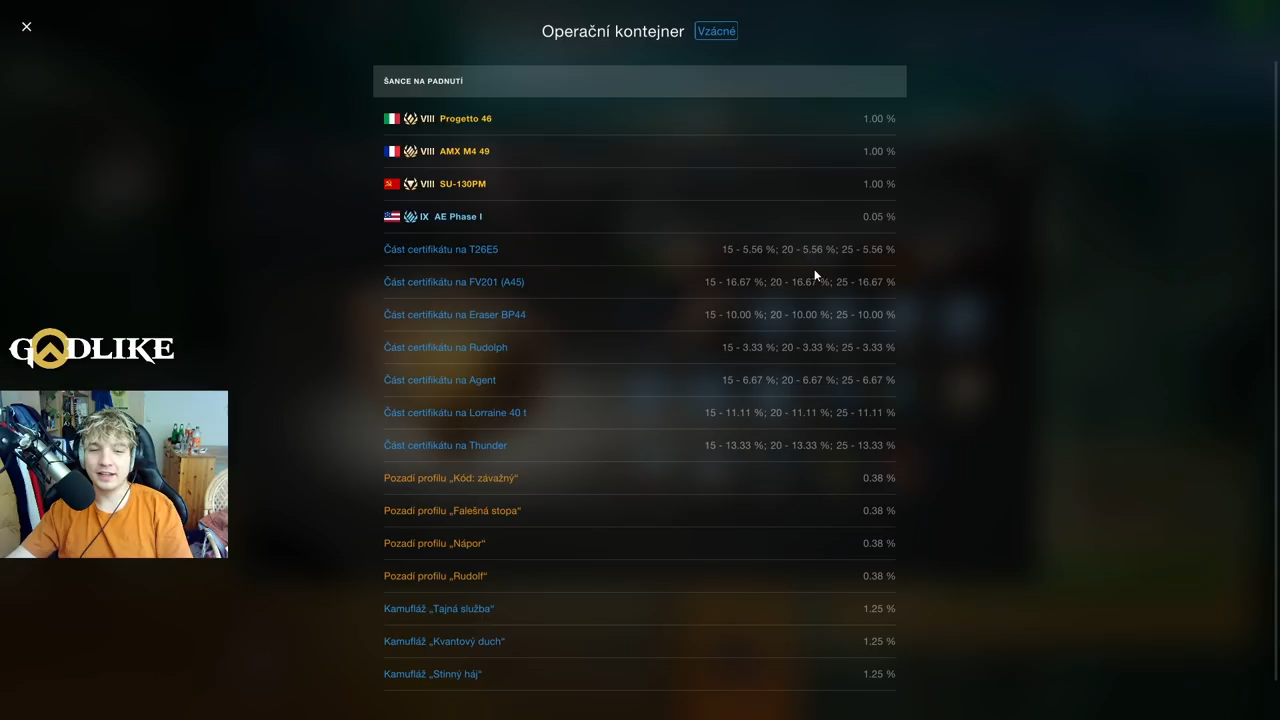 Operační kontejner Vzácné
ŠANCE NA PADNUTÍ
VIII Progetto 46 1.00 %
VIII AMX M4 49 1.00 %
VIII SU-130PM 1.00 %
IX AE Phase I 0.05 %
Část certifikátu na T26E5 15 - 5.56 %; 20 - 5.56 %; 25 - 5.56 %
Část certifikátu na FV201 (A45) 15 - 16.67 %; 20 - 16.67 %; 25 - 16.67 %
Část certifikátu na Eraser BP44 15 - 10.00 %; 20 - 10.00 %; 25 - 10.00 %
Část certifikátu na Rudolph 15 - 3.33 %; 20 - 3.33 %; 25 - 3.33 %
Část certifikátu na Agent 15 - 6.67 %; 20 - 6.67 %; 25 - 6.67 %
Část certifikátu na Lorraine 40 t 15 - 11.11 %; 20 - 11.11 %; 25 - 11.11 %
Část certifikátu na Thunder 15 - 13.33 %; 20 - 13.33 %; 25 - 13.33 %
Pozadí profilu „Kód: závažný“ 0.38 %
Pozadí profilu „Falešná stopa“ 0.38 %
Pozadí profilu „Nápor“ 0.38 %
Pozadí profilu „Rudolf“ 0.38 %
Kamufláž „Tajná služba“ 1.25 %
Kamufláž „Kvantový duch“ 1.25 %
Kamufláž „Stinný háj“ 1.25 %
GODLIKE